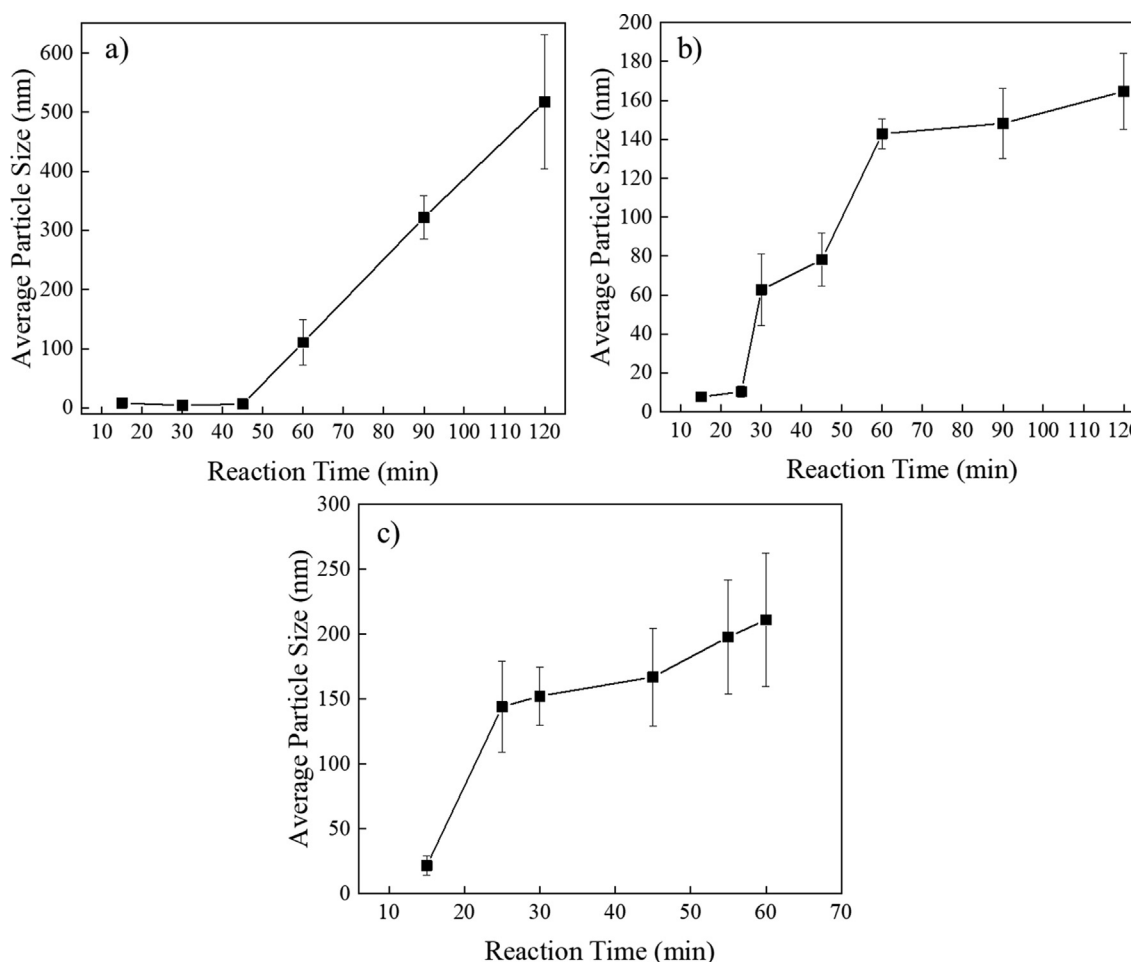 a)
600
500
400
300
200
100
0
10 20 30 40 50 60 70 80 90 100 110 120
Reaction Time (min)
Average Particle Size (nm)
b)
200
180
160
140
120
100
80
60
40
20
0
10 20 30 40 50 60 70 80 90 100 110 120
Reaction Time (min)
Average Particle Size (nm)
c)
300
250
200
150
100
50
0
10 20 30 40 50 60 70
Reaction Time (min)
Average Particle Size (nm)